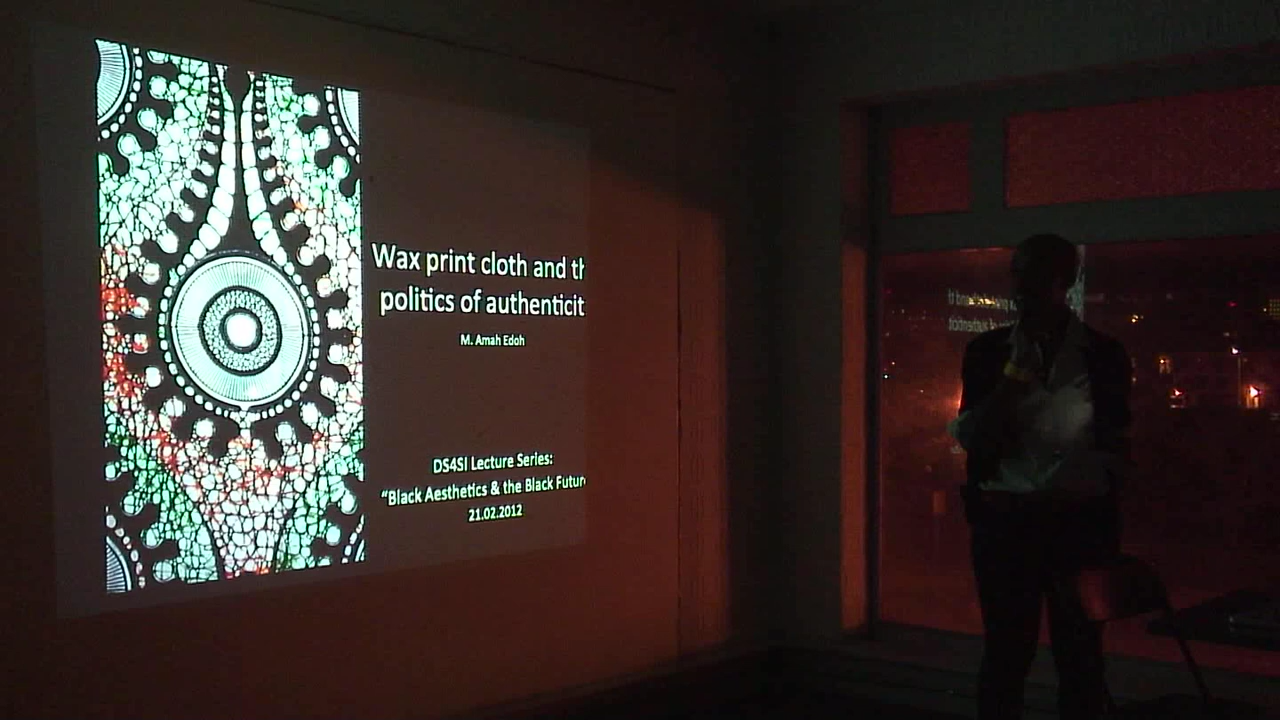 Wax print cloth and th
politics of authenticit
M. Amah Edoh
DS4SI Lecture Series:
“Black Aesthetics & the Black Future
21.02.2012